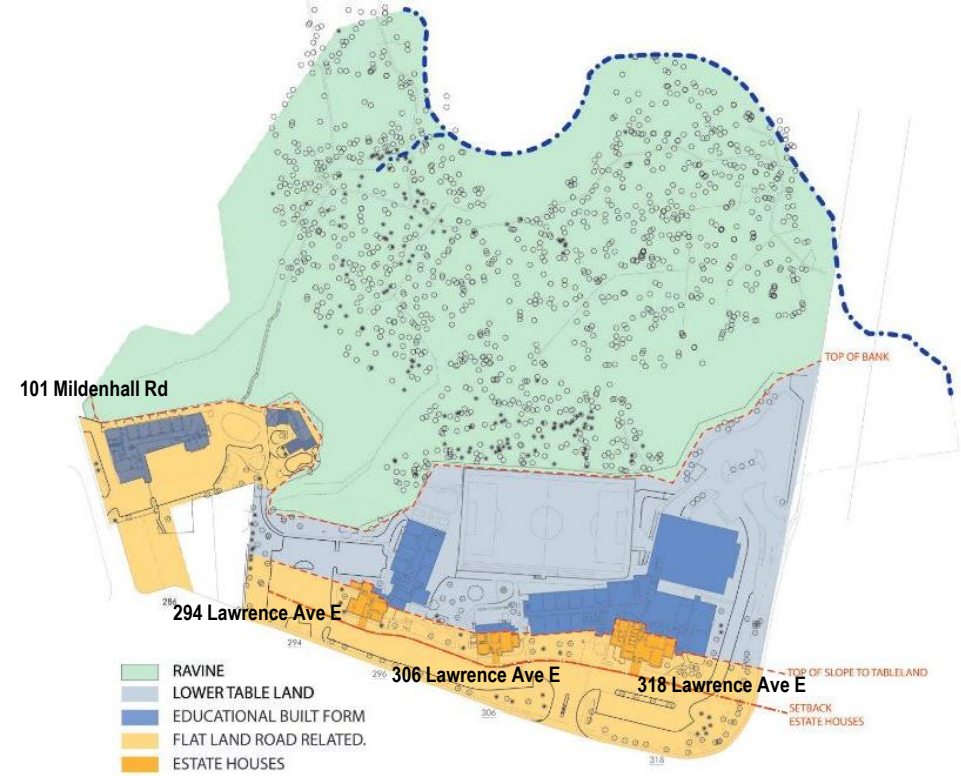 TOP OF BANK
101 Mildenhall Rd
286
294 Lawrence Ave E
294
296
306 Lawrence Ave E
318 Lawrence Ave E
TOP OF SLOPE TO TABLELAND
SETBACK
ESTATE HOUSES
306
318
RAVINE
LOWER TABLE LAND
EDUCATIONAL BUILT FORM
FLAT LAND ROAD RELATED.
ESTATE HOUSES